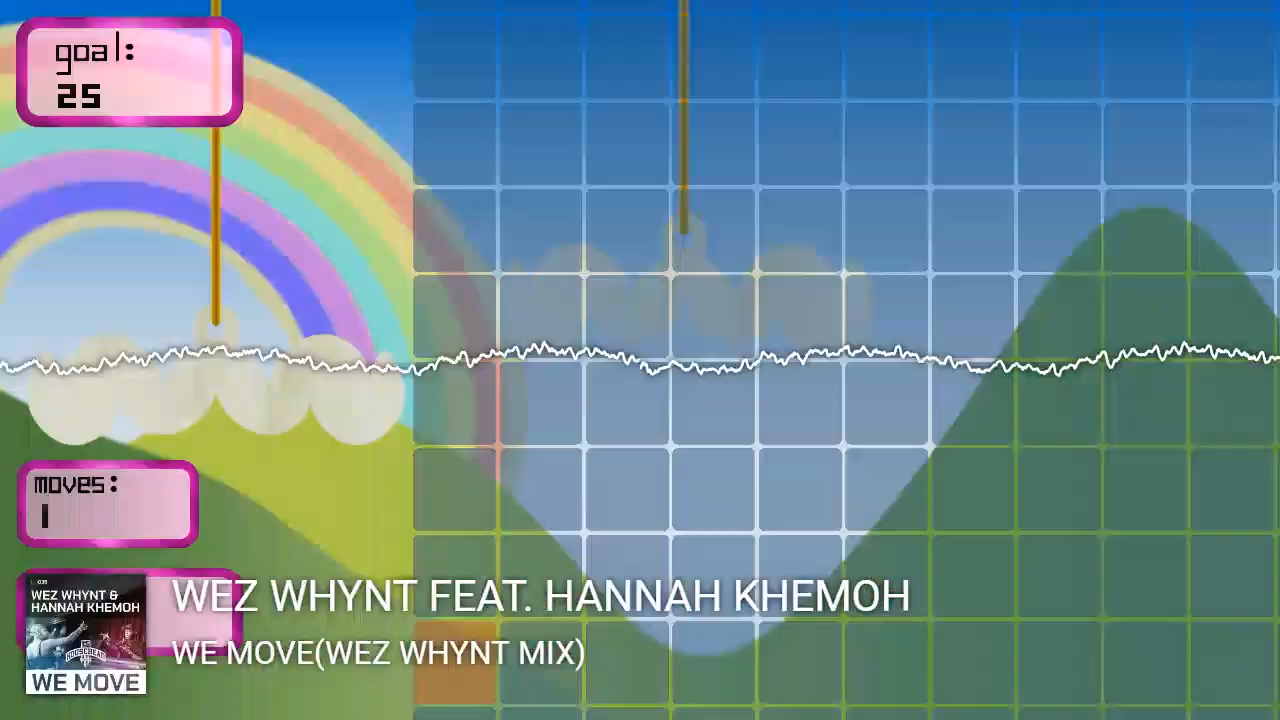 goal:
25
moves:
1
035
WEZ WHYNT &
HANNAH KHEMOH
WE MOVE
WEZ WHYNT FEAT. HANNAH KHEMOH
WE MOVE(WEZ WHYNT MIX)